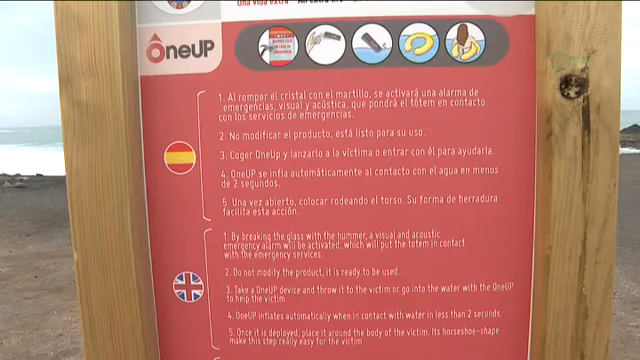 Una vida extra
An extra life
ÔneUP
1. Al romper el cristal con el martillo, se activará una alarma de
emergencias, visual y acústica, que pondrá el tótem en contacto
con los servicios de emergencias.
2. No modificar el producto, está listo para su uso.
3. Coger OneUp y lanzarlo a la víctima o entrar con él para ayudarla.
4. OneUP se infla automáticamente al contacto con el agua en menos
de 2 segundos.
5. Una vez abierto, colocar rodeando el torso. Su forma de herradura
facilita esta acción.
1. By breaking the glass with the hummer, a visual and acoustic
emergency alarm will be activated, which will put the totem in contact
with the emergency services.
2. Do not modify the product, it is ready to be used.
3. Take a OneUP device and throw it to the victim or go into the water with the OneUP
to help the victim.
4. OneUP inflates automatically when in contact with water in less than 2 seconds.
5. Once it is deployed, place it around the body of the victim. Its horseshoe-shape
make this step really easy for the victim